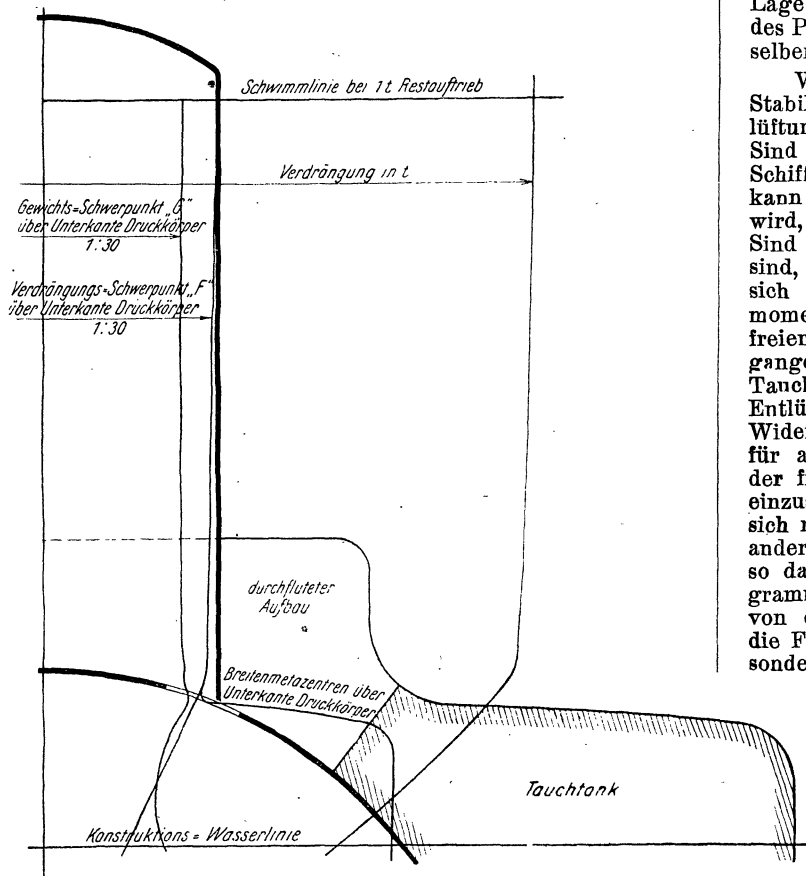 Schwimmlinie bei 1 t Restauftrieb
Verdrängung in t
Gewichts=Schwerpunkt „G"
über Unterkante Druckkörper
1:30
Verdrängungs=Schwerpunkt „F"
über Unterkante Druckkörper
1:30
durchfluteter
Aufbau
Breitenmetazentren über
Unterkante Druckkörper
Tauchtank
Konstruktions = Wasserlinie
Lage
des P
selber
V
Stabil
lüftun
Sind
Schiff
kann
wird,
Sind
sind,
sich
mome
freien
gange
Tauch
Entlü
Wider
für a
der f
einzu
sich r
ander
so da
gram
von
die F
sonde